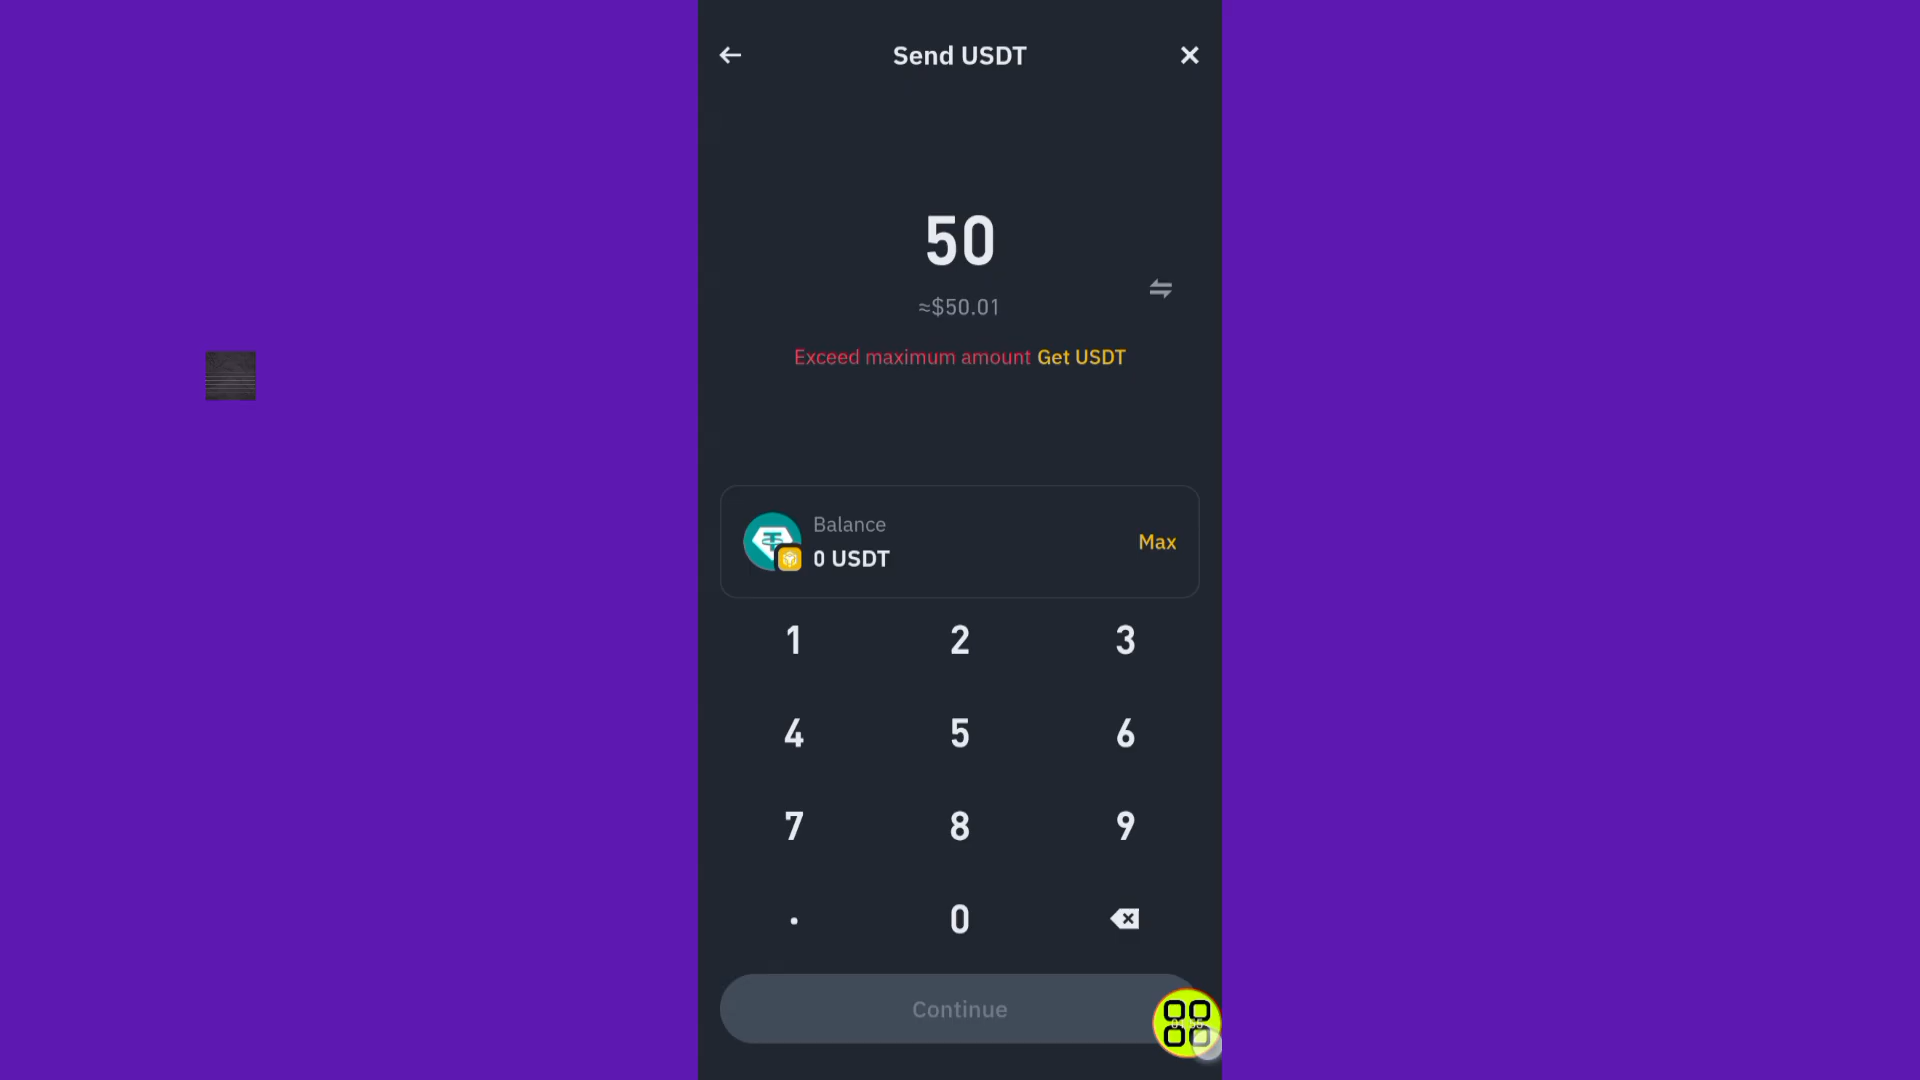 Send USDT
50
≈$50.01
Exceed maximum amount Get USDT
Balance
0 USDT
Max
1 2 3
4 5 6
7 8 9
. 0
Continue